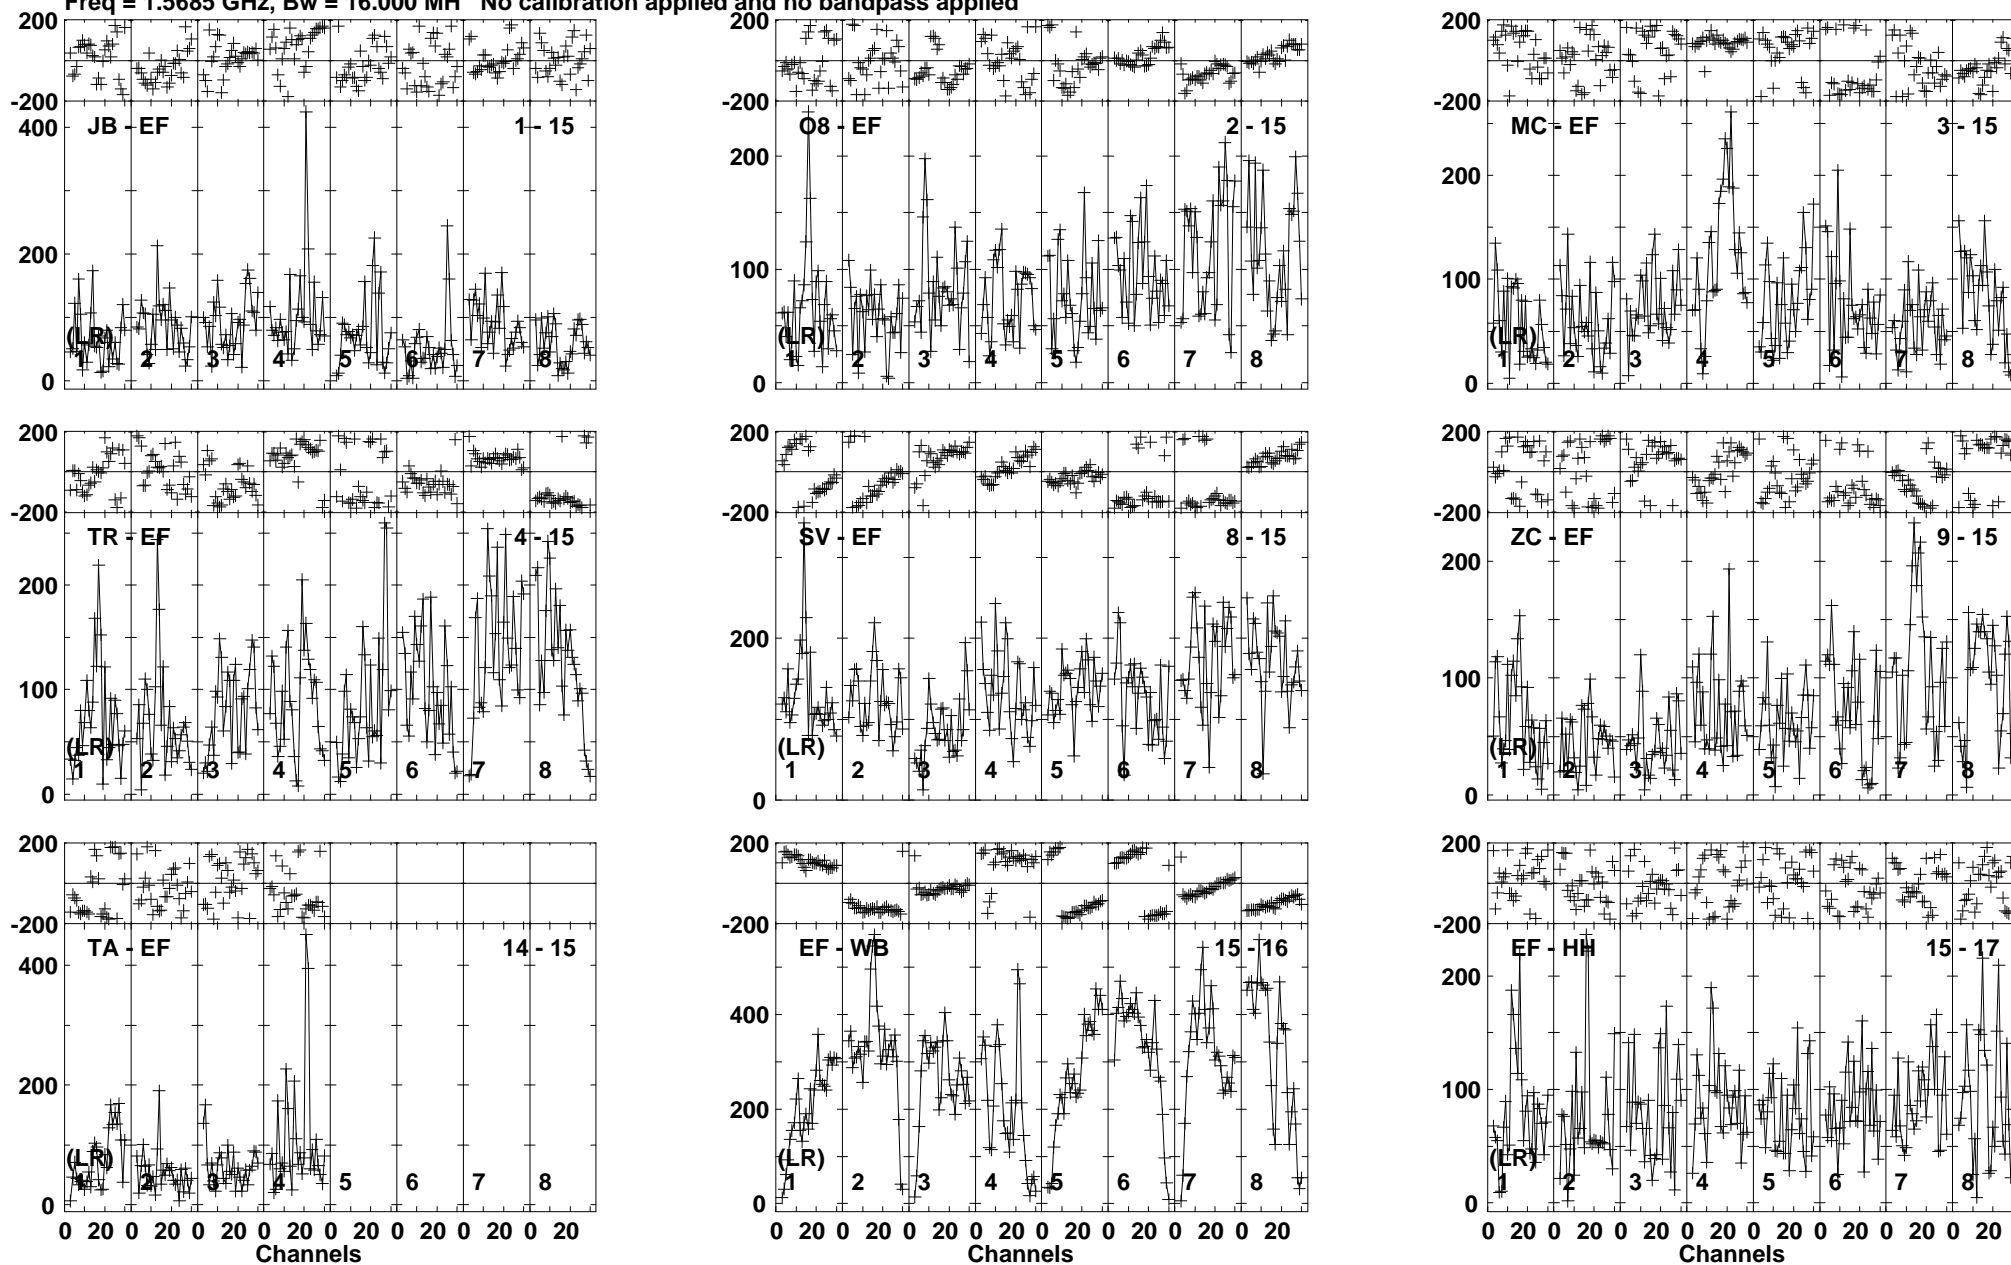 Freq = 1.5685 GHz, Bw = 16.000 MH No calibration applied and no bandpass applied
200 200 200
-200 -200 -200
JB - EF 1 - 15 O8 - EF 2 - 15 MC - EF 3 - 15
400
200 200
200
100 100
(LR) (LR) (LR)
1 2 3 4 5 6 7 8 1 2 3 4 5 6 7 8 1 2 3 4 5 6 7 8
0 0 0
200 200 200
-200 -200 -200
TR - EF 4 - 15 SV - EF 8 - 15 ZC - EF 9 - 15
200 200 200
100 100
(LR) (LR) (LR)
1 2 3 4 5 6 7 8 1 2 3 4 5 6 7 8 1 2 3 4 5 6 7 8
0 0 0
200 200 200
-200 -200 -200
TA - EF 14 - 15 EF - WB 15 - 16 EF - HH 15 - 17
400 400 200
200 200 100
(LR) (LR) (LR)
1 2 3 4 5 6 7 8 1 2 3 4 5 6 7 8 1 2 3 4 5 6 7 8
0 0 0
0 20 0 20 0 20 0 20 0 20 0 20 0 20 0 20 0 20 0 20 0 20 0 20 0 20 0 20 0 20 0 20 0 20 0 20 0 20 0 20 0 20 0 20 0 20 0 20
Channels Channels Channels